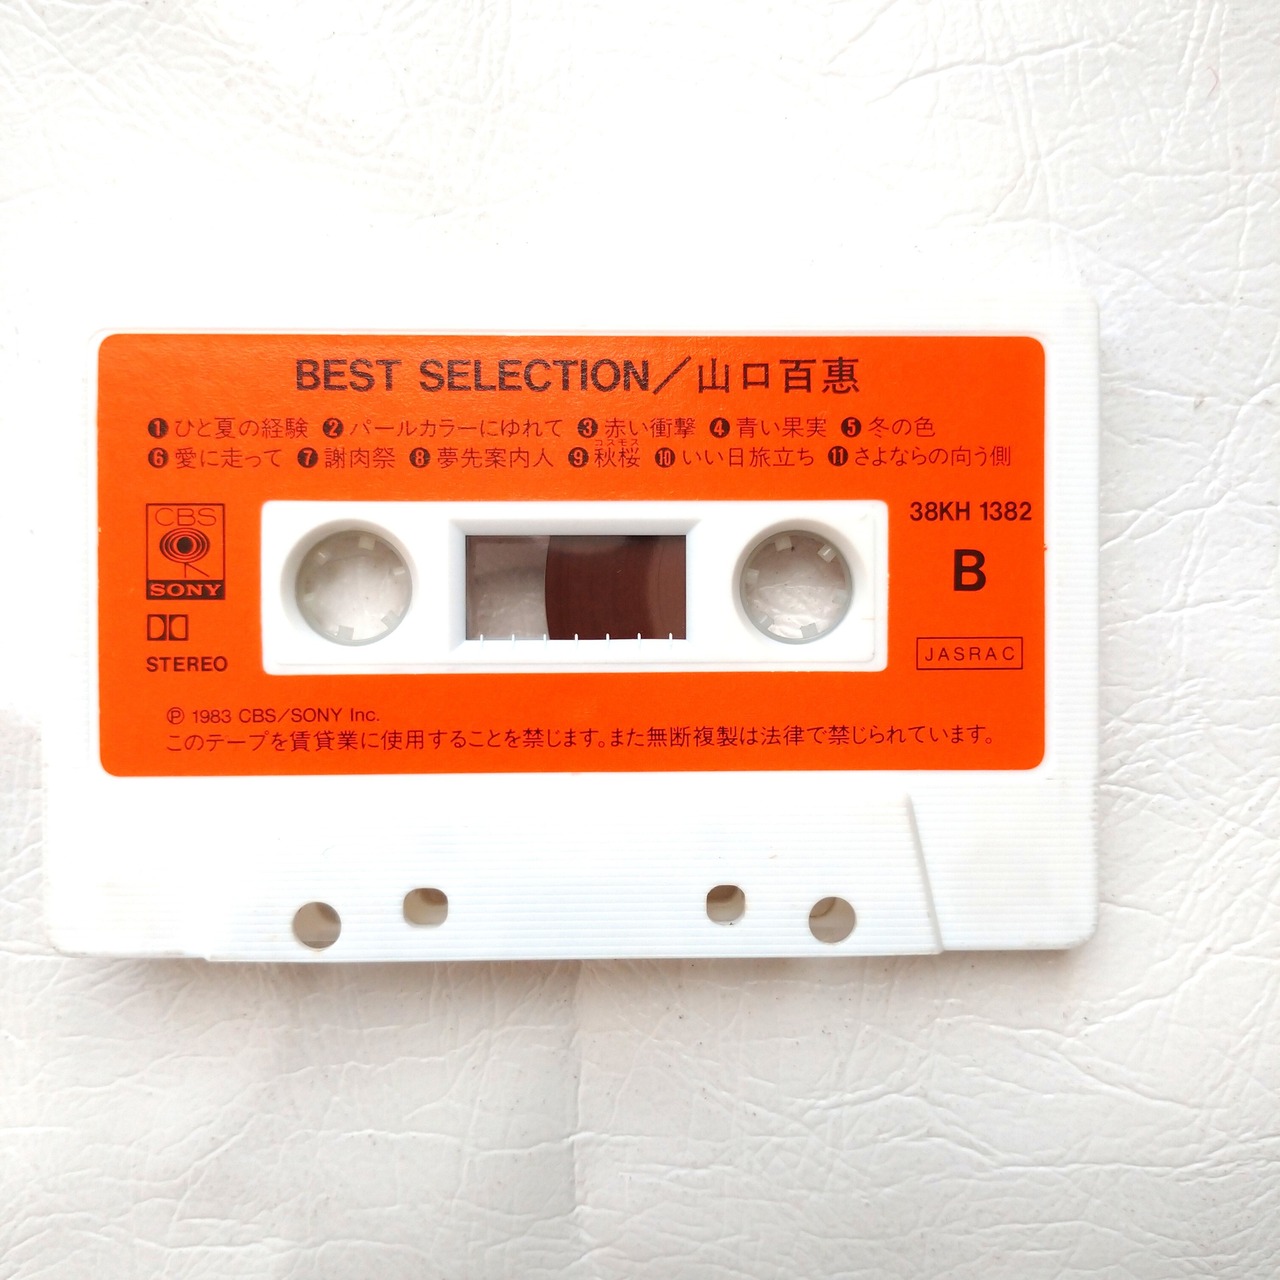 BEST SELECTION／山口百惠
❶ひと夏の経験 ❷パールカラーにゆれて ❸赤い衝撃 ❹青い果実 ❺冬の色
コスモス
❻愛に走って ❼謝肉祭 ❽夢先案内人 ❾秋桜 ❿いい日旅立ち ⓫さよならの向う側
CBS
SONY
STEREO
38KH 1382
B
JASRAC
Ⓟ 1983 CBS／SONY Inc.
このテープを賃貸業に使用することを禁じます。また無断複製は法律で禁じられています。